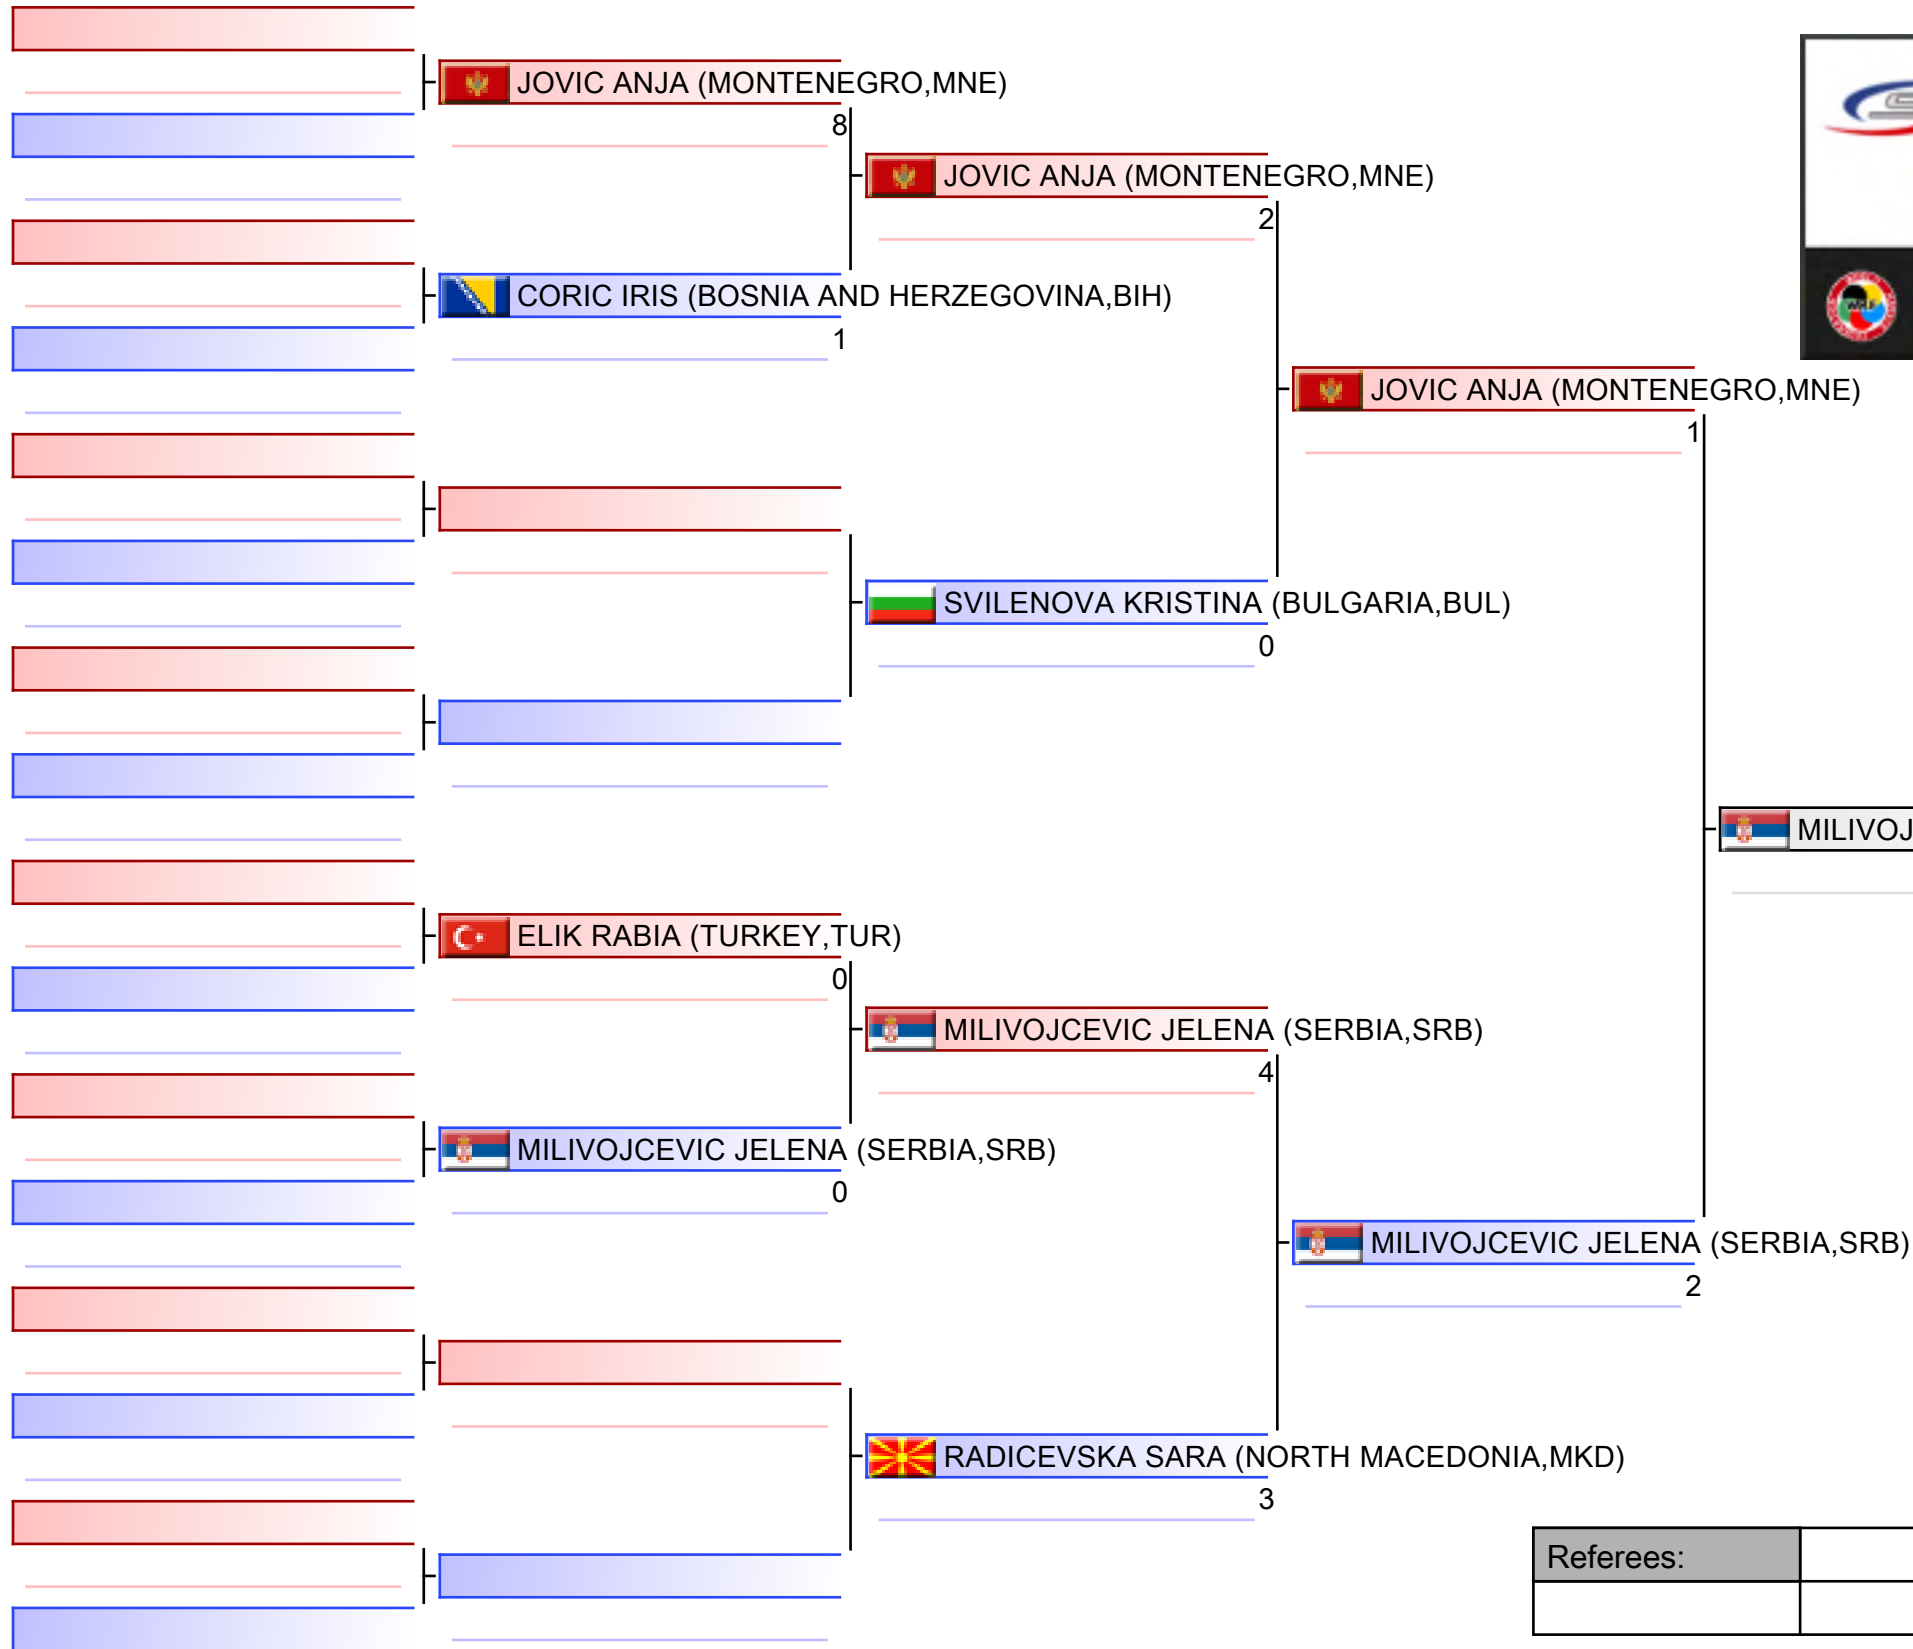 JOVIC ANJA (MONTENEGRO,MNE)
8
JOVIC ANJA (MONTENEGRO,MNE)
2
CORIC IRIS (BOSNIA AND HERZEGOVINA,BIH)
1
JOVIC ANJA (MONTENEGRO,MNE)
1
SVILENOVA KRISTINA (BULGARIA,BUL)
0
MILIVOJ
ELIK RABIA (TURKEY,TUR)
0
MILIVOJCEVIC JELENA (SERBIA,SRB)
4
MILIVOJCEVIC JELENA (SERBIA,SRB)
0
MILIVOJCEVIC JELENA (SERBIA,SRB)
2
RADICEVSKA SARA (NORTH MACEDONIA,MKD)
3
Referees: